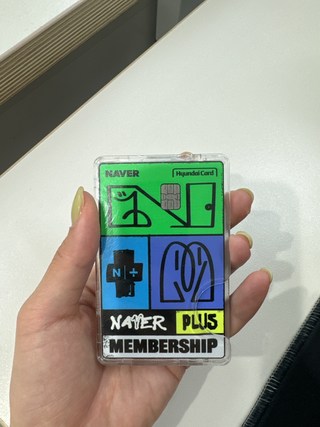 NAVER
Hyundai Card
N +
NAVER PLUS
MEMBERSHIP